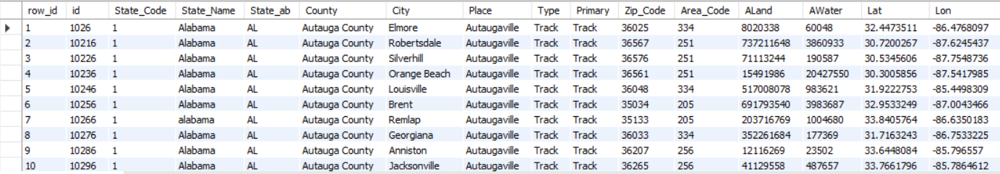 row_id id State_Code State_Name State_ab County City Place Type Primary Zip_Code Area_Code ALand AWater Lat Lon
1 1026 1 Alabama AL Autauga County Elmore Autaugaville Track Track 36025 334 8020338 60048 32.4473511 -86.4768097
2 10216 1 Alabama AL Autauga County Robertsdale Autaugaville Track Track 36567 251 737211648 3860933 30.7200267 -87.6245437
3 10226 1 Alabama AL Autauga County Silverhill Autaugaville Track Track 36576 251 71113244 190587 30.5345606 -87.7548736
4 10236 1 Alabama AL Autauga County Orange Beach Autaugaville Track Track 36561 251 15491986 20427550 30.3005856 -87.5417985
5 10246 1 Alabama AL Autauga County Louisville Autaugaville Track Track 36048 334 517008078 983621 31.9222753 -85.4498309
6 10256 1 Alabama AL Autauga County Brent Autaugaville Track Track 35034 205 691793540 3983687 32.9533249 -87.0043466
7 10266 1 alabama AL Autauga County Remlap Autaugaville Track Track 35133 205 203716769 1004680 33.8405764 -86.6350183
8 10276 1 Alabama AL Autauga County Georgiana Autaugaville Track Track 36033 334 352261684 177369 31.7163243 -86.7533225
9 10286 1 Alabama AL Autauga County Anniston Autaugaville Track Track 36207 256 12116269 23502 33.6448084 -85.796557
10 10296 1 Alabama AL Autauga County Jacksonville Autaugaville Track Track 36265 256 41129558 487657 33.7661796 -85.7864612